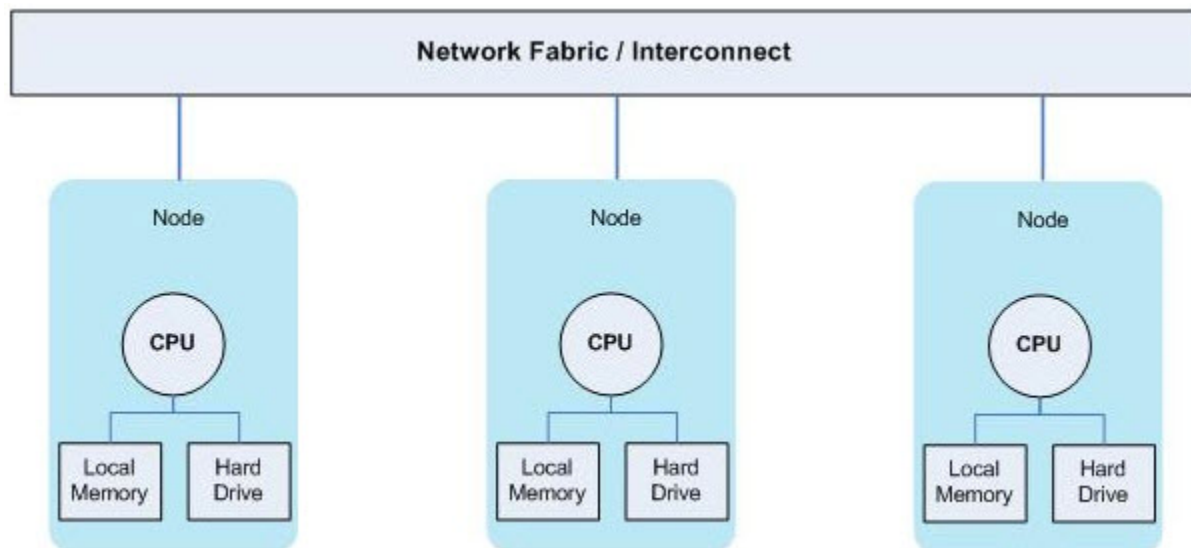 Network Fabric / Interconnect
Node
CPU
Local
Memory
Hard
Drive
Node
CPU
Local
Memory
Hard
Drive
Node
CPU
Local
Memory
Hard
Drive